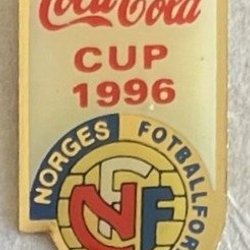 Coca-Cola
CUP
1996
NORGES FOTBALLFOR
NFF